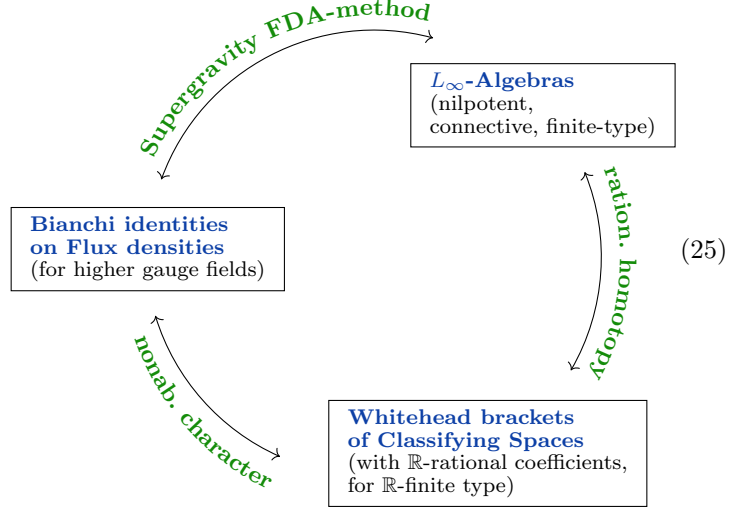 Supergravity FDA-method
L∞-Algebras
(nilpotent,
connective, finite-type)
ration. homotopy
Bianchi identities
on Flux densities
(for higher gauge fields)
(25)
nonab. character
Whitehead brackets
of Classifying Spaces
(with ℝ-rational coefficients,
for ℝ-finite type)